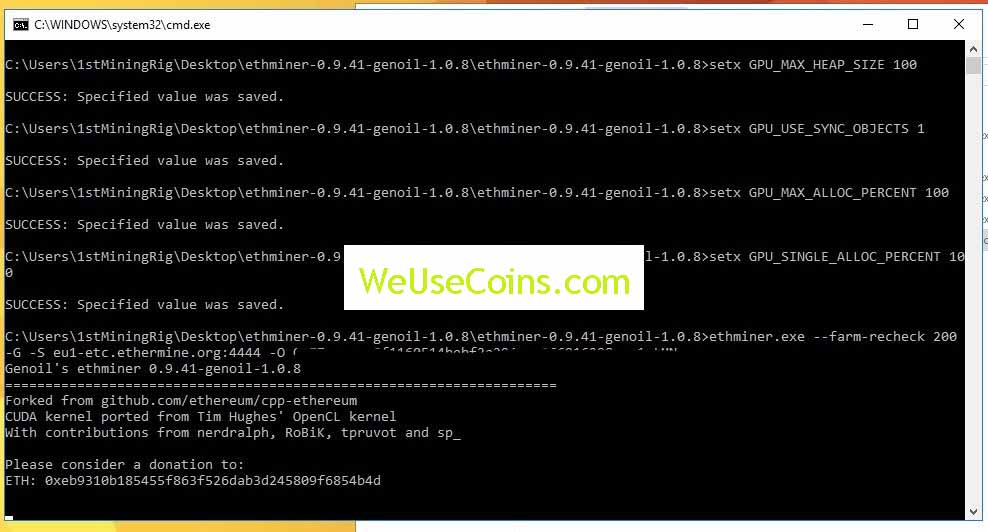 C:\WINDOWS\system32\cmd.exe
C:\Users\1stMiningRig\Desktop\ethminer-0.9.41-genoil-1.0.8\ethminer-0.9.41-genoil-1.0.8>setx GPU_MAX_HEAP_SIZE 100
SUCCESS: Specified value was saved.
C:\Users\1stMiningRig\Desktop\ethminer-0.9.41-genoil-1.0.8\ethminer-0.9.41-genoil-1.0.8>setx GPU_USE_SYNC_OBJECTS 1
SUCCESS: Specified value was saved.
C:\Users\1stMiningRig\Desktop\ethminer-0.9.41-genoil-1.0.8\ethminer-0.9.41-genoil-1.0.8>setx GPU_MAX_ALLOC_PERCENT 100
SUCCESS: Specified value was saved.
C:\Users\1stMiningRig\Desktop\ethminer-0.9 l-1.0.8>setx GPU_SINGLE_ALLOC_PERCENT 10
0
WeUseCoins.com
SUCCESS: Specified value was saved.
C:\Users\1stMiningRig\Desktop\ethminer-0.9.41-genoil-1.0.8\ethminer-0.9.41-genoil-1.0.8>ethminer.exe --farm-recheck 200
-G -S eu1-etc.ethermine.org:4444 -O
Genoil's ethminer 0.9.41-genoil-1.0.8
=====================================================================
Forked from github.com/ethereum/cpp-ethereum
CUDA kernel ported from Tim Hughes' OpenCL kernel
With contributions from nerdralph, RoBiK, tpruvot and sp_
Please consider a donation to:
ETH: 0xeb9310b185455f863f526dab3d245809f6854b4d